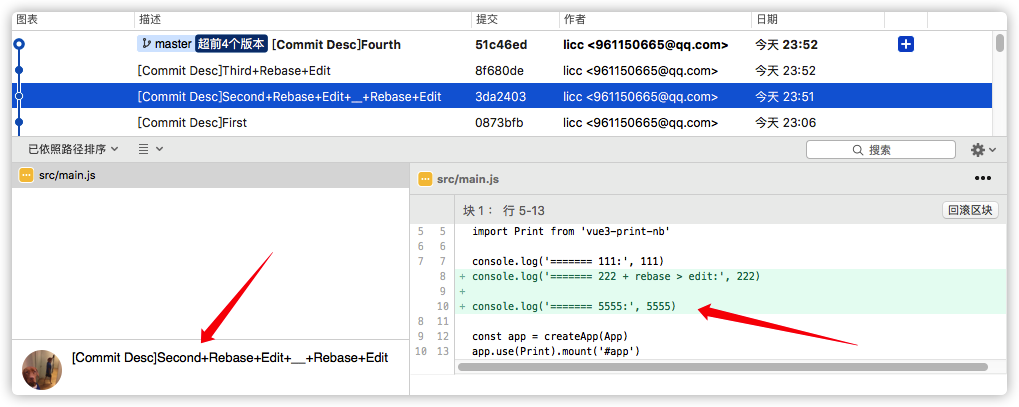 图表 描述 提交 作者 日期
master 超前4个版本 [Commit Desc]Fourth 51c46ed licc <961150665@qq.com> 今天 23:52
[Commit Desc]Third+Rebase+Edit 8f680de licc <961150665@qq.com> 今天 23:52
[Commit Desc]Second+Rebase+Edit+__+Rebase+Edit 3da2403 licc <961150665@qq.com> 今天 23:51
[Commit Desc]First 0873bfb licc <961150665@qq.com> 今天 23:06
已依照路径排序 搜索
src/main.js
src/main.js
块 1： 行 5-13 回滚区块
5 5 import Print from 'vue3-print-nb'
6 6
7 7 console.log('======= 111:', 111)
8 + console.log('======= 222 + rebase > edit:', 222)
9 +
10 + console.log('======= 5555:', 5555)
8 11
9 12 const app = createApp(App)
10 13 app.use(Print).mount('#app')
[Commit Desc]Second+Rebase+Edit+__+Rebase+Edit